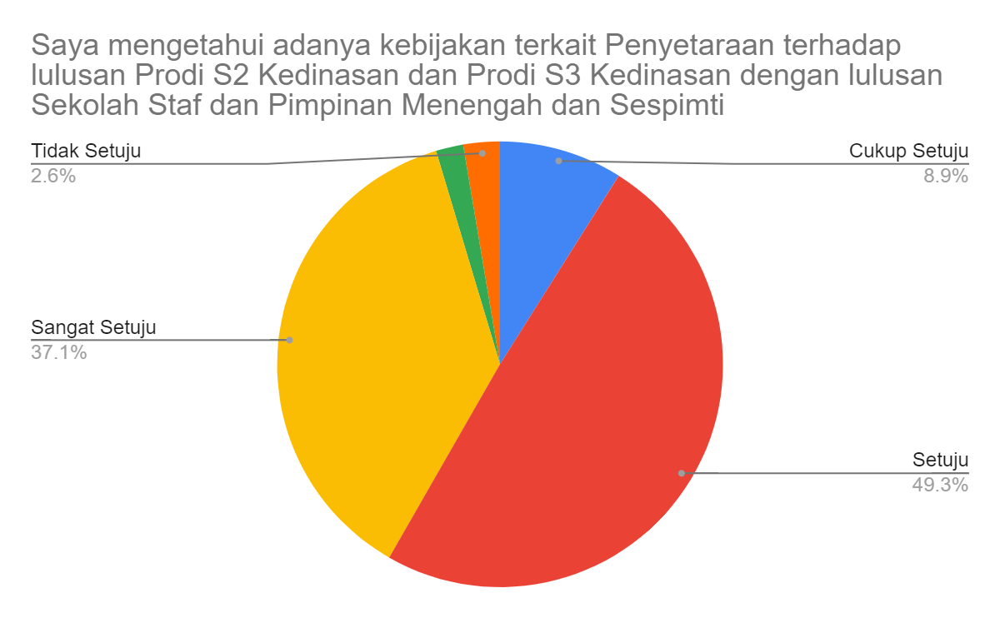 Saya mengetahui adanya kebijakan terkait Penyetaraan terhadap
lulusan Prodi S2 Kedinasan dan Prodi S3 Kedinasan dengan lulusan
Sekolah Staf dan Pimpinan Menengah dan Sespimti
Tidak Setuju
2.6%
Cukup Setuju
8.9%
Sangat Setuju
37.1%
Setuju
49.3%